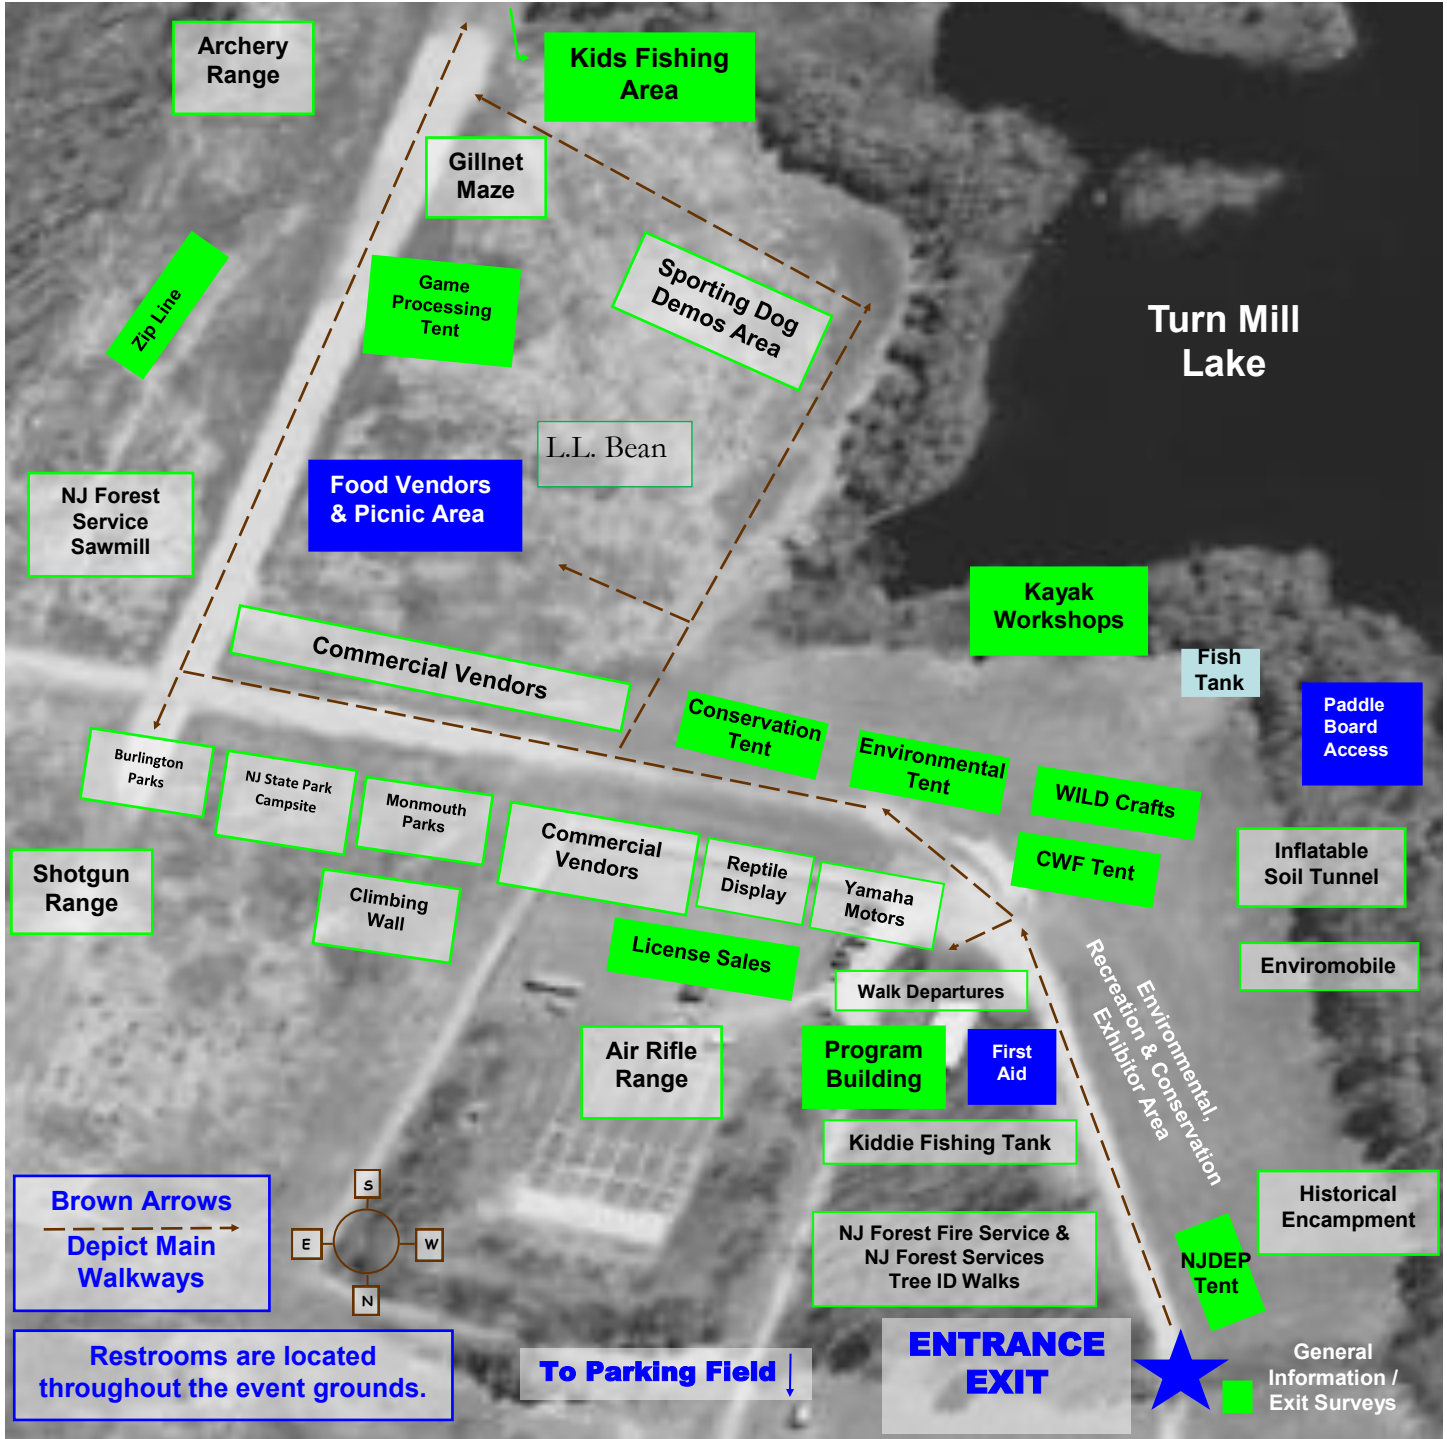 Archery
Range
Kids Fishing
Area
Gillnet
Maze
Zip Line
Game
Processing
Tent
Sporting Dog
Demos Area
Turn Mill
Lake
L.L. Bean
NJ Forest
Service
Sawmill
Food Vendors
& Picnic Area
Kayak
Workshops
Fish
Tank
Paddle
Board
Access
Commercial Vendors
Conservation
Tent
Environmental
Tent
WILD Crafts
CWF Tent
Inflatable
Soil Tunnel
Enviromobile
Burlington
Parks
NJ State Park
Campsite
Monmouth
Parks
Commercial
Vendors
Reptile
Display
Yamaha
Motors
Shotgun
Range
Climbing
Wall
License Sales
Walk Departures
Air Rifle
Range
Program
Building
First
Aid
Environmental,
Recreation & Conservation
Exhibitor Area
Kiddie Fishing Tank
Historical
Encampment
NJ Forest Fire Service &
NJ Forest Services
Tree ID Walks
NJDEP
Tent
Brown Arrows
Depict Main
Walkways
S
E
W
N
Restrooms are located
throughout the event grounds.
To Parking Field
ENTRANCE
EXIT
General
Information /
Exit Surveys